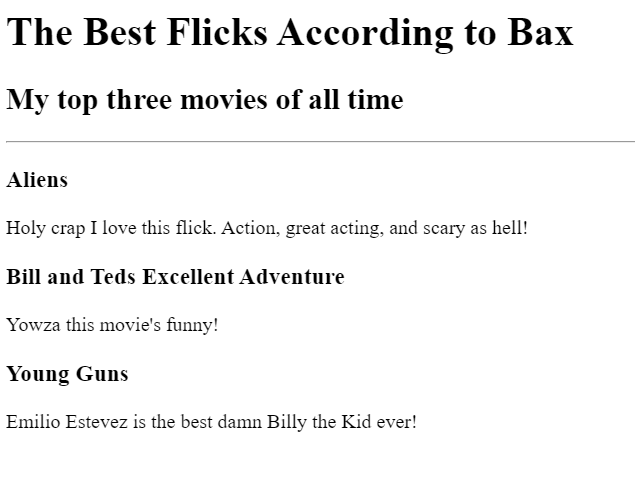 The Best Flicks According to Bax
My top three movies of all time
Aliens
Holy crap I love this flick. Action, great acting, and scary as hell!
Bill and Teds Excellent Adventure
Yowza this movie's funny!
Young Guns
Emilio Estevez is the best damn Billy the Kid ever!